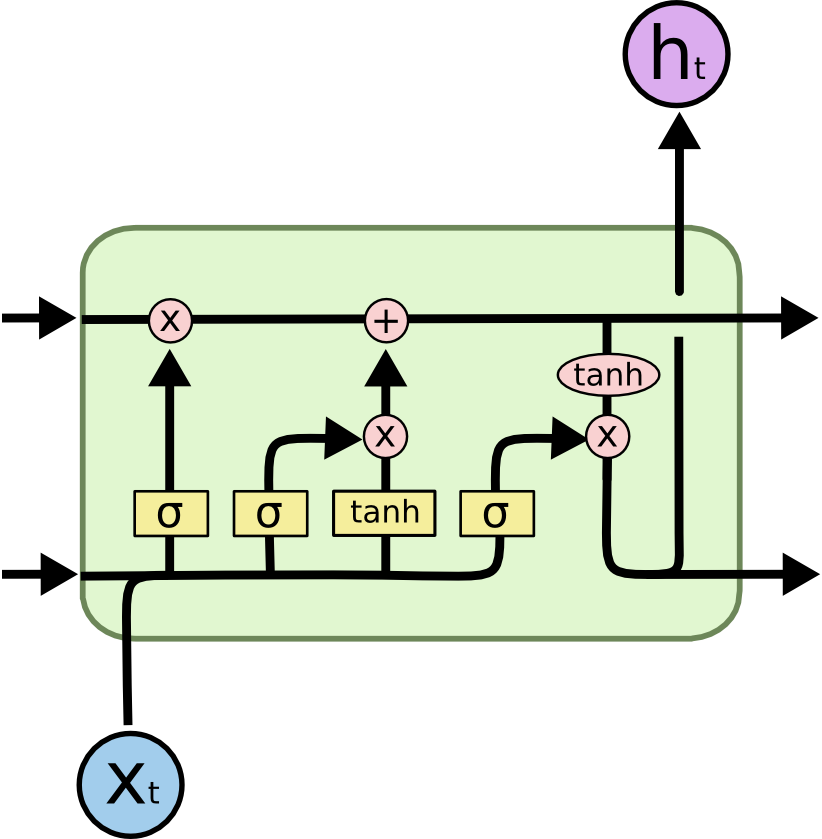 ht
x +
tanh
x x
σ σ tanh σ
xt